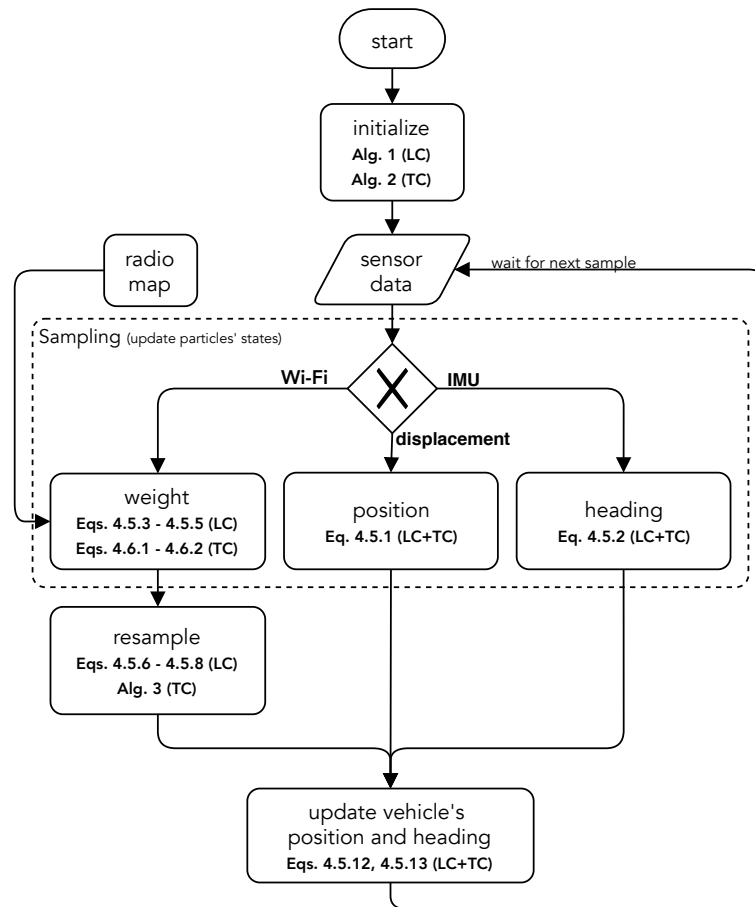 start
initialize
Alg. 1 (LC)
Alg. 2 (TC)
radio
map
sensor
data
wait for next sample
Sampling (update particles' states)
Wi-Fi
X
IMU
displacement
weight
Eqs. 4.5.3 - 4.5.5 (LC)
Eqs. 4.6.1 - 4.6.2 (TC)
position
Eq. 4.5.1 (LC+TC)
heading
Eq. 4.5.2 (LC+TC)
resample
Eqs. 4.5.6 - 4.5.8 (LC)
Alg. 3 (TC)
update vehicle's
position and heading
Eqs. 4.5.12, 4.5.13 (LC+TC)